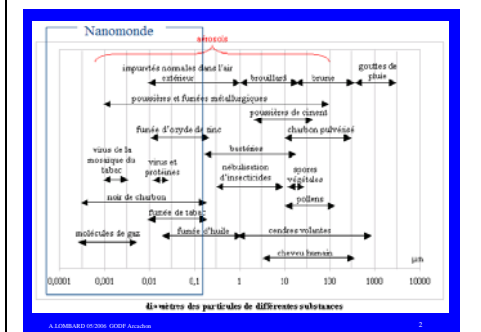 Nanomonde
aérosols
impuretés normales dans l'air
extérieur
brouillard
brume
gouttes de
pluie
poussières et fumées métallurgiques
poussières de ciment
fumée d'oxyde de zinc
charbon pulvérisé
virus de la
mosaïque du
tabac
virus et
protéines
bactéries
nébulisation
d'insecticides
spores
végétales
noir de charbon
pollens
fumée de tabac
molécules de gaz
fumée d'huile
cendres volantes
cheveu humain
µm
0,0001 0,001 0,01 0,1 1 10 100 1000 10000
diamètres des particules de différentes substances
A.LOMBARD 05/2006 GODF Arcachon 2